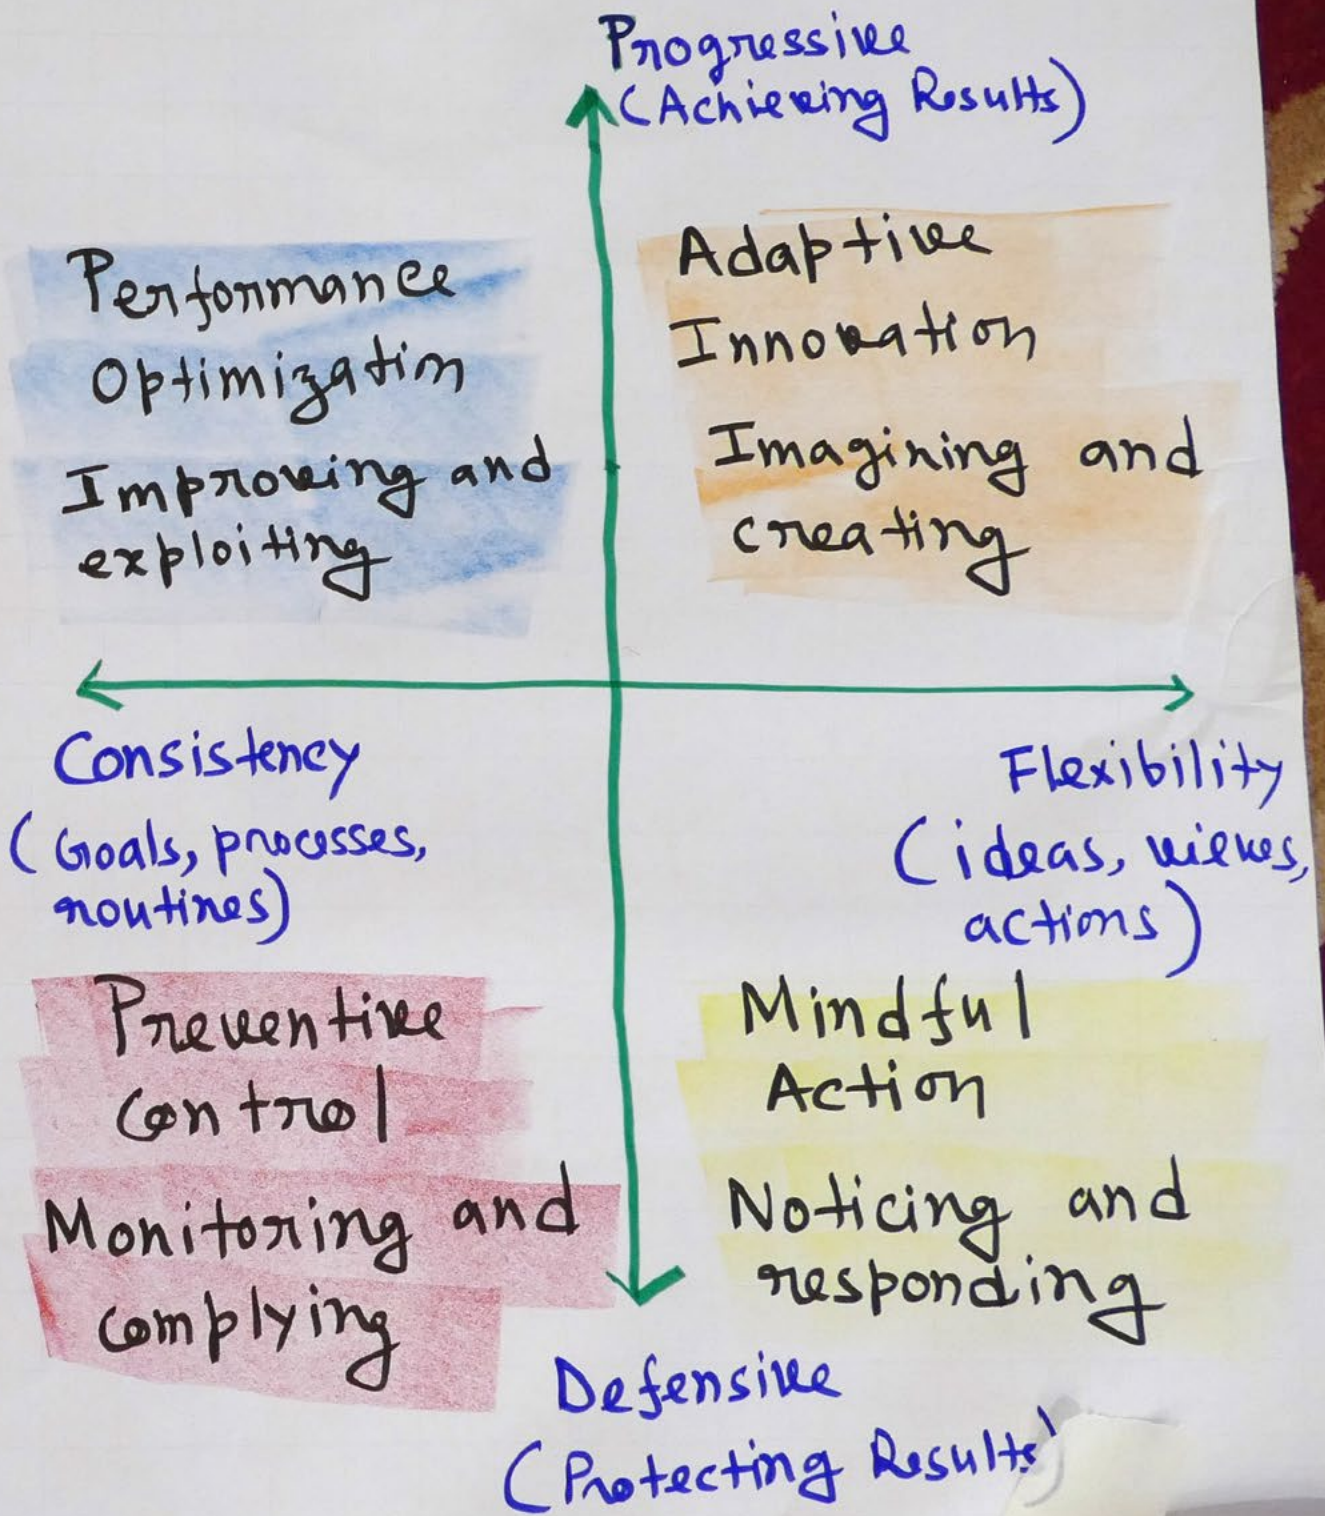 Progressive
(Achieving Results)
Performance
Optimization
Improving and
exploiting
Adaptive
Innovation
Imagining and
creating
Consistency
(Goals, processes,
routines)
Flexibility
(ideas, views,
actions)
Preventive
Control
Monitoring and
complying
Mindful
Action
Noticing and
responding
Defensive
(Protecting Results)